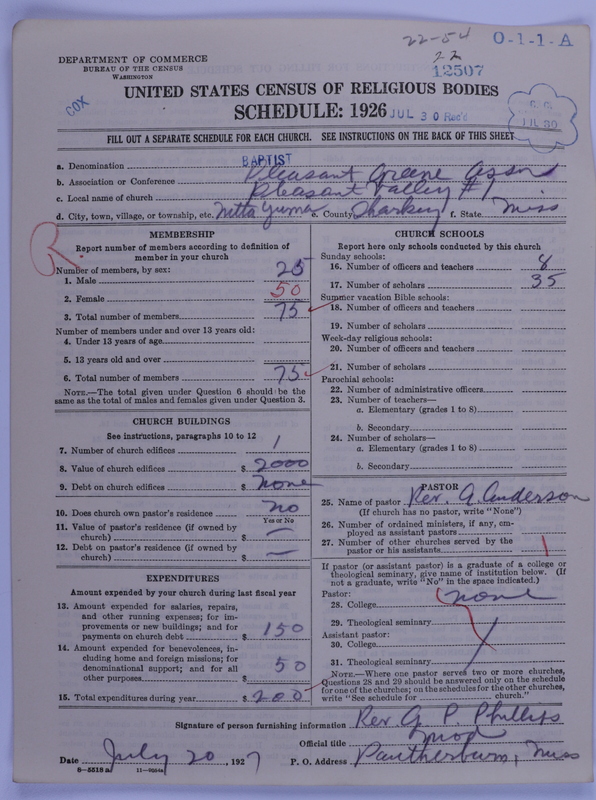 22-54 O-1-1-A
22
12507
DEPARTMENT OF COMMERCE
BUREAU OF THE CENSUS
WASHINGTON
COX
UNITED STATES CENSUS OF RELIGIOUS BODIES
SCHEDULE: 1926 JUL 30 Rec'd
JUL 30
FILL OUT A SEPARATE SCHEDULE FOR EACH CHURCH. SEE INSTRUCTIONS ON THE BACK OF THIS SHEET
a. Denomination BAPTIST
b. Association or Conference Pleasant Greene Assn
c. Local name of church Pleasant Valley #1
d. City, town, village, or township, etc. Nitta Yuma e. County Sharkey f. State Miss
R.
MEMBERSHIP
Report number of members according to definition of
member in your church
Number of members, by sex:
1. Male 25
2. Female 50
3. Total number of members 75
Number of members under and over 13 years old:
4. Under 13 years of age
5. 13 years old and over
6. Total number of members 75
NOTE.—The total given under Question 6 should be the
same as the total of males and females given under Question 3.
CHURCH BUILDINGS
See instructions, paragraphs 10 to 12
7. Number of church edifices 1
8. Value of church edifices $ 2000
9. Debt on church edifices $ none
10. Does church own pastor's residence no
Yes or No
11. Value of pastor's residence (if owned by
church) $ —
12. Debt on pastor's residence (if owned by
church) $ —
EXPENDITURES
Amount expended by your church during last fiscal year
13. Amount expended for salaries, repairs,
and other running expenses; for im-
provements or new buildings; and for
payments on church debt $ 150
14. Amount expended for benevolences, in-
cluding home and foreign missions; for
denominational support; and for all
other purposes $ 50
15. Total expenditures during year $ 200
CHURCH SCHOOLS
Report here only schools conducted by this church
Sunday schools:
16. Number of officers and teachers 8
17. Number of scholars 35
Summer vacation Bible schools:
18. Number of officers and teachers
19. Number of scholars
Week-day religious schools:
20. Number of officers and teachers
21. Number of scholars
Parochial schools:
22. Number of administrative officers
23. Number of teachers—
a. Elementary (grades 1 to 8)
b. Secondary
24. Number of scholars—
a. Elementary (grades 1 to 8)
b. Secondary
PASTOR
25. Name of pastor Rev. A. Anderson
(If church has no pastor, write "None")
26. Number of ordained ministers, if any, em-
ployed as assistant pastors
27. Number of other churches served by the
pastor or his assistants 1
If pastor (or assistant pastor) is a graduate of a college or
theological seminary, give name of institution below. (If
not a graduate, write "No" in the space indicated.)
Pastor: none
28. College
29. Theological seminary
Assistant pastor:
30. College
31. Theological seminary
NOTE.—Where one pastor serves two or more churches,
Questions 28 and 29 should be answered only on the schedule
for one of the churches; on the schedules for the other churches,
write "See schedule for church."
Signature of person furnishing information Rev G P. Phillips
Official title mod
Date July 20, 1927 P. O. Address Pantherburn, Miss
8—5518 a